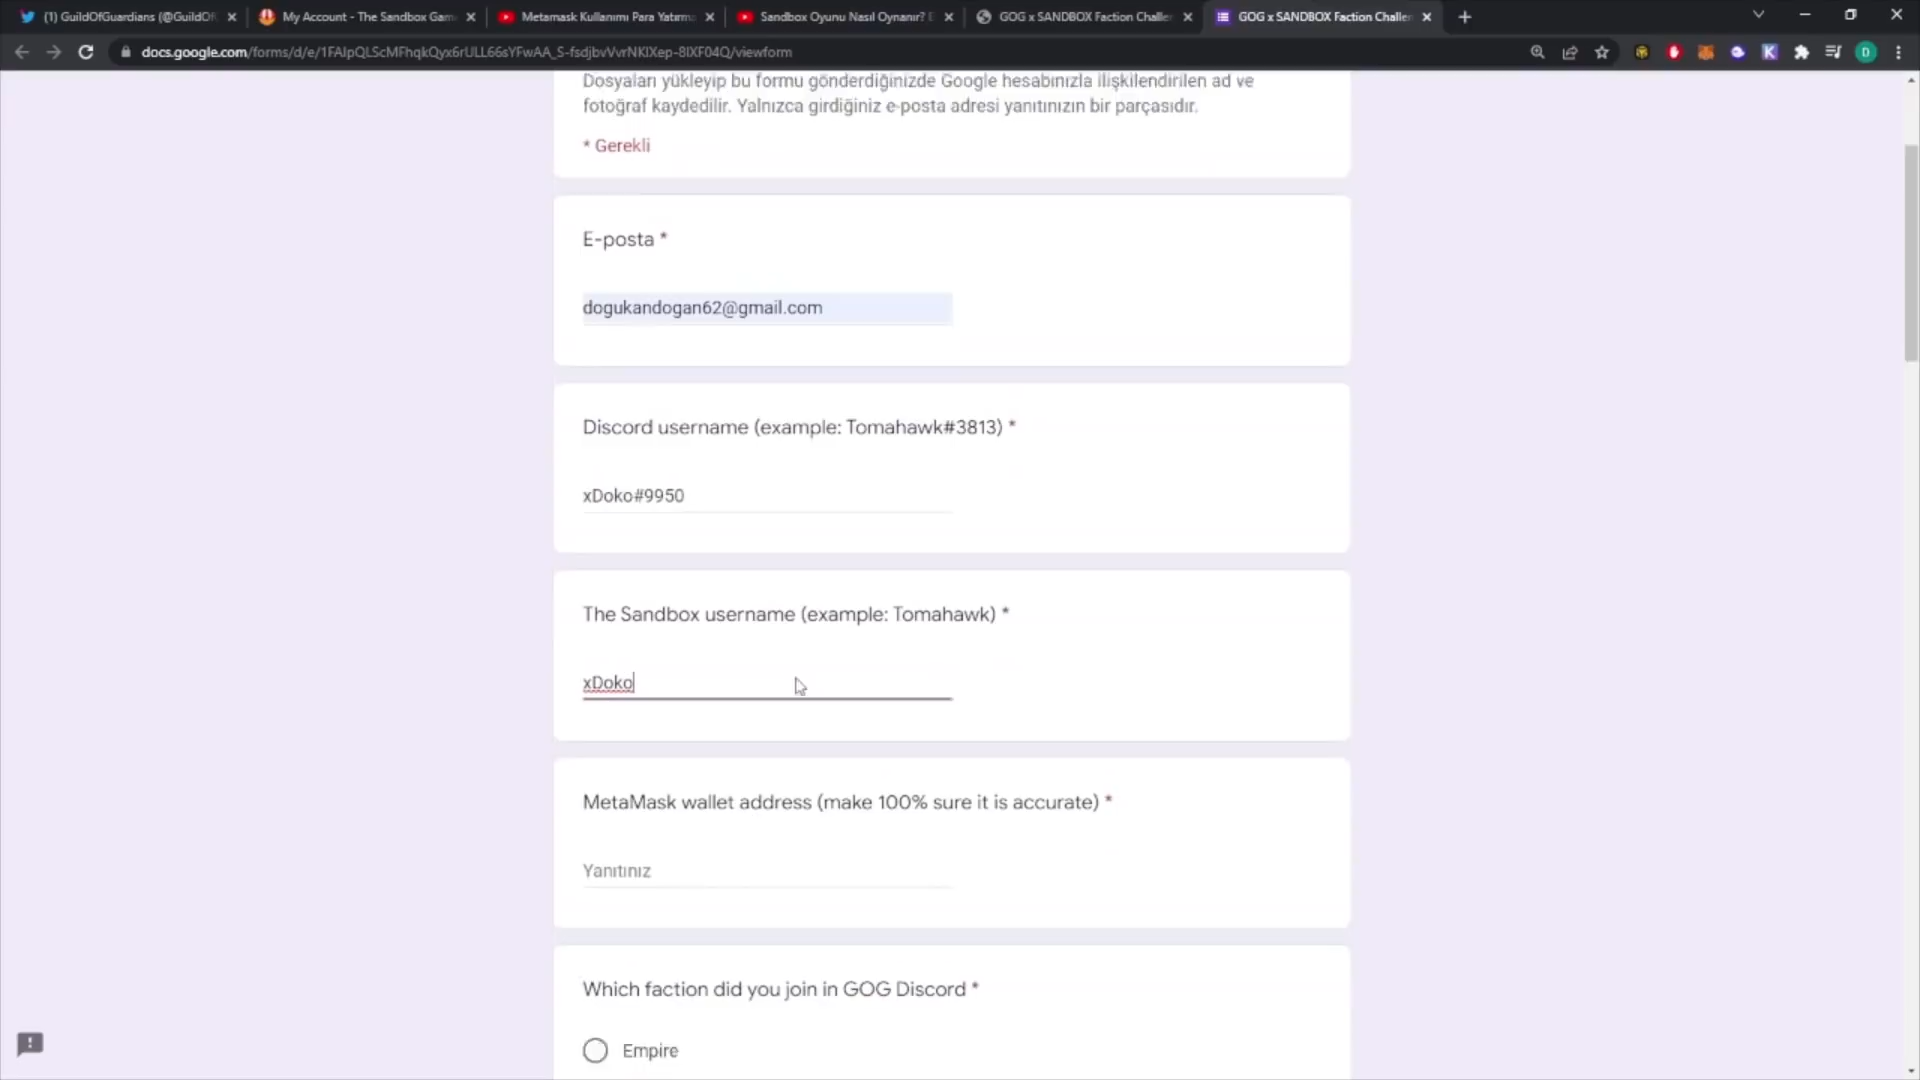 (1) GuildOfGuardians (@GuildOf
My Account - The Sandbox Gam
Metamask Kullanımı Para Yatırma
Sandbox Oyunu Nasıl Oynanır? E
GOG x SANDBOX Faction Challe
GOG x SANDBOX Faction Challe
docs.google.com/forms/d/e/1FAIpQLScMFhqkQyx6rULL66sYFwAA_S-fsdjbvVvrNKlXep-8lXF04Q/viewform
Dosyaları yükleyip bu formu gönderdiğinizde Google hesabınızla ilişkilendirilen ad ve
fotoğraf kaydedilir. Yalnızca girdiğiniz e-posta adresi yanıtınızın bir parçasıdır.
* Gerekli
E-posta *
dogukandogan62@gmail.com
Discord username (example: Tomahawk#3813) *
xDoko#9950
The Sandbox username (example: Tomahawk) *
xDoko
MetaMask wallet address (make 100% sure it is accurate) *
Yanıtınız
Which faction did you join in GOG Discord *
Empire